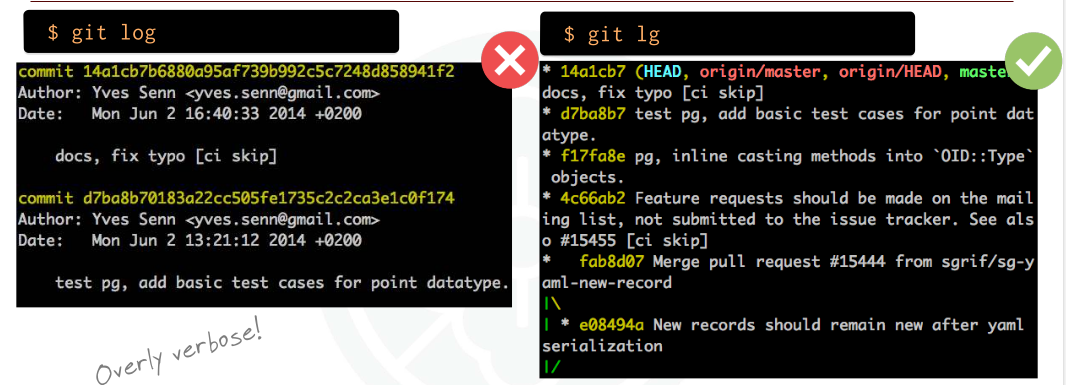 $ git log
commit 14a1cb7b6880a95af739b992c5c7248d858941f2
Author: Yves Senn <yves.senn@gmail.com>
Date:   Mon Jun 2 16:40:33 2014 +0200
docs, fix typo [ci skip]
commit d7ba8b70183a22cc505fe1735c2c2ca3e1c0f174
Author: Yves Senn <yves.senn@gmail.com>
Date:   Mon Jun 2 13:21:12 2014 +0200
test pg, add basic test cases for point datatype.
Overly verbose!
$ git lg
* 14a1cb7 (HEAD, origin/master, origin/HEAD, maste
docs, fix typo [ci skip]
* d7ba8b7 test pg, add basic test cases for point dat
atype.
* f17fa8e pg, inline casting methods into `OID::Type`
objects.
* 4c66ab2 Feature requests should be made on the mail
ing list, not submitted to the issue tracker. See als
o #15455 [ci skip]
*   fab8d07 Merge pull request #15444 from sgrif/sg-y
aml-new-record
|\
| * e08494a New records should remain new after yaml
serialization
|/